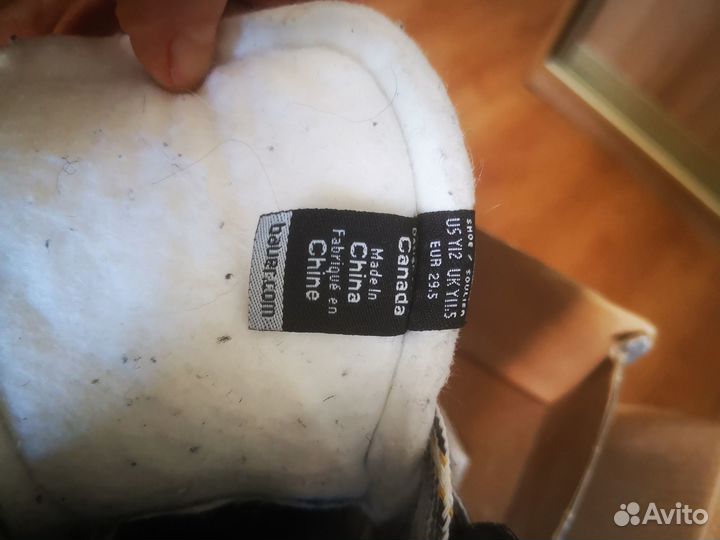 SHOE / SOULIER
US Y12 UK Y11.5
EUR 29.5
Canada
Made In
China
Fabriqué en
Chine
bauer.com
Avito